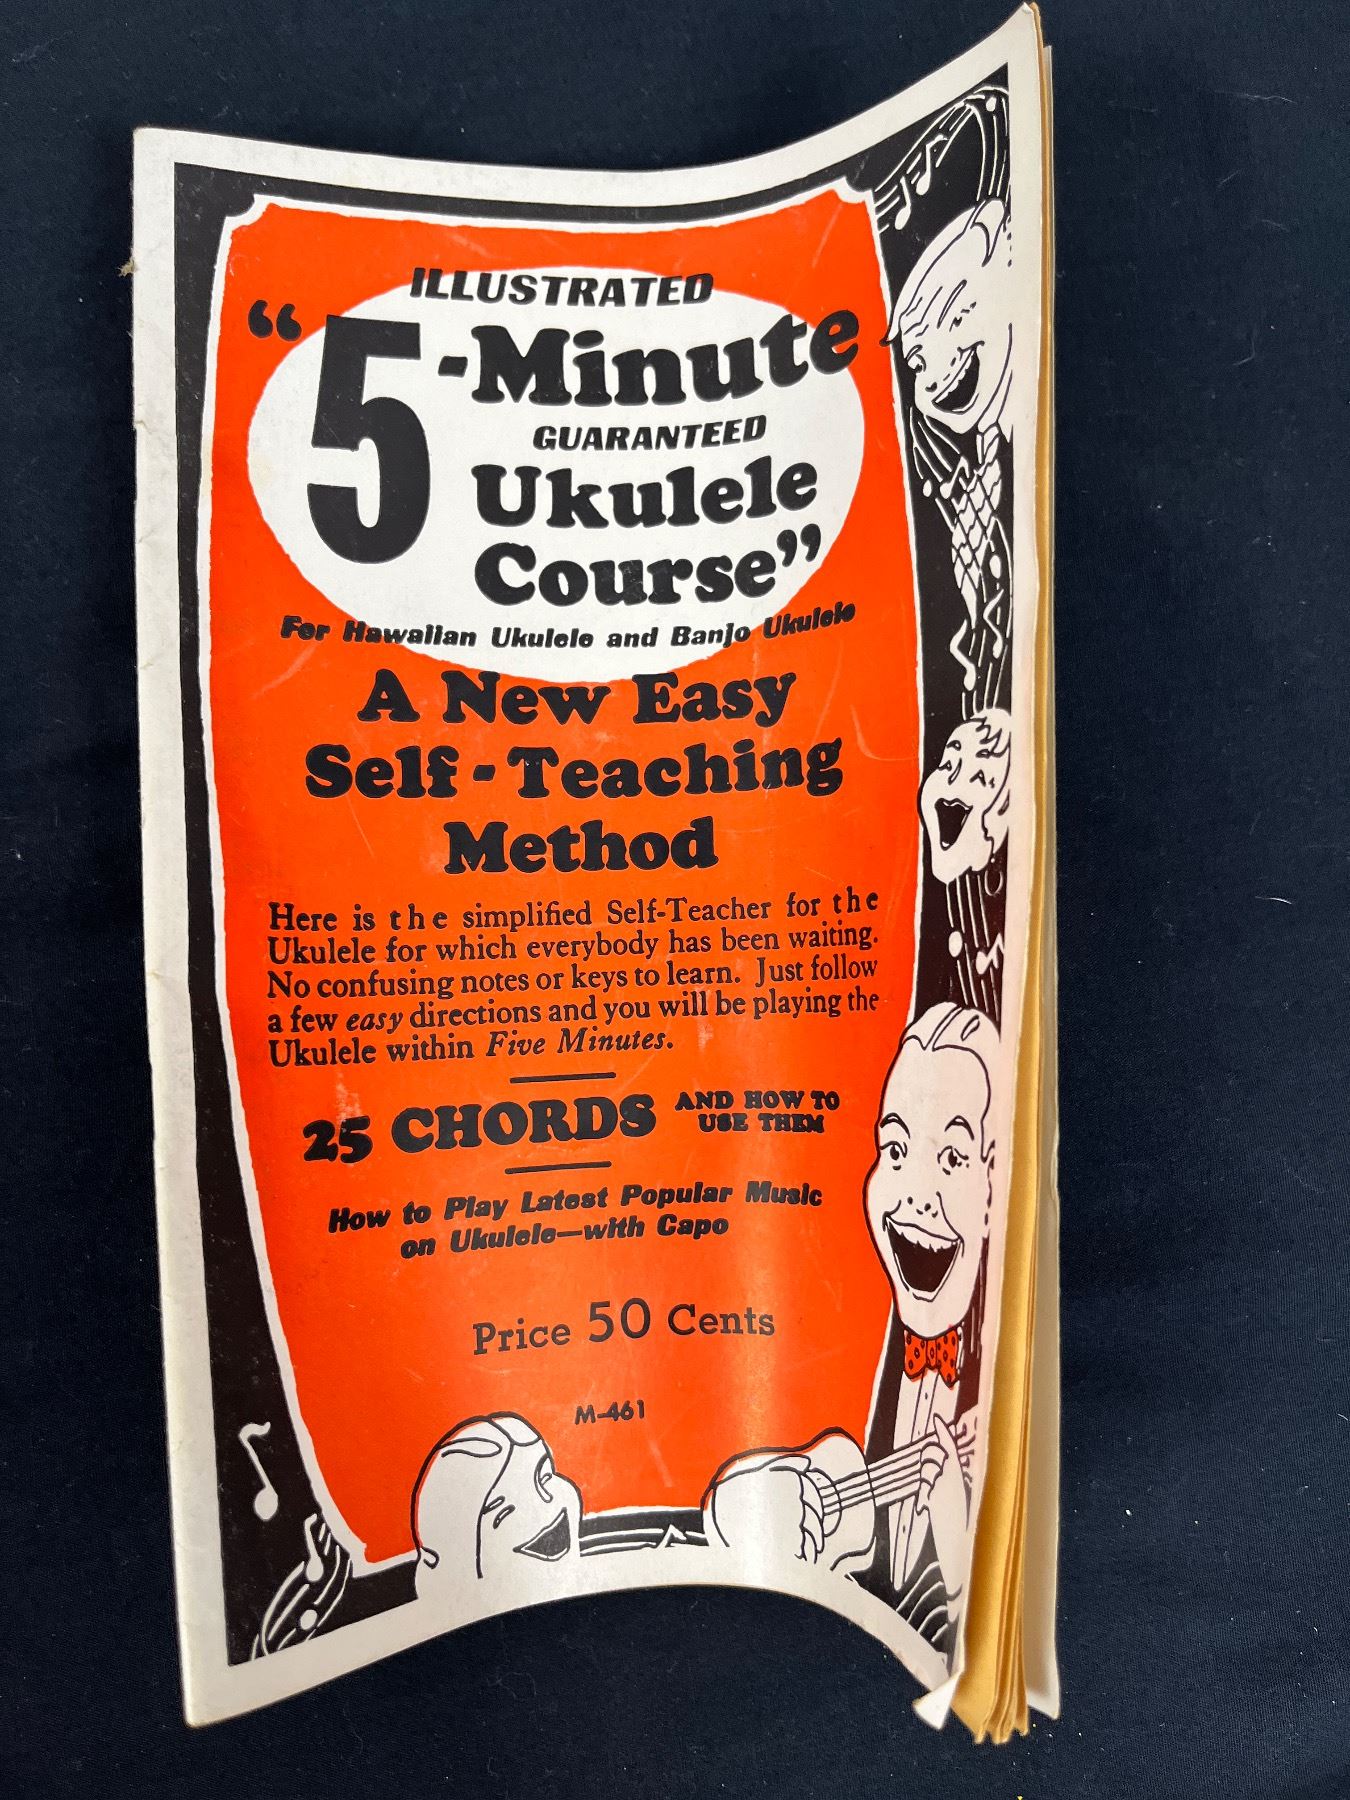 ILLUSTRATED
"5-Minute
GUARANTEED
Ukulele
Course"
For Hawaiian Ukulele and Banjo Ukulele
A New Easy
Self-Teaching
Method
Here is the simplified Self-Teacher for the
Ukulele for which everybody has been waiting.
No confusing notes or keys to learn. Just follow
a few easy directions and you will be playing the
Ukulele within Five Minutes.
25 CHORDS AND HOW TO
USE THEM
How to Play Latest Popular Music
on Ukulele—with Capo
Price 50 Cents
M-461